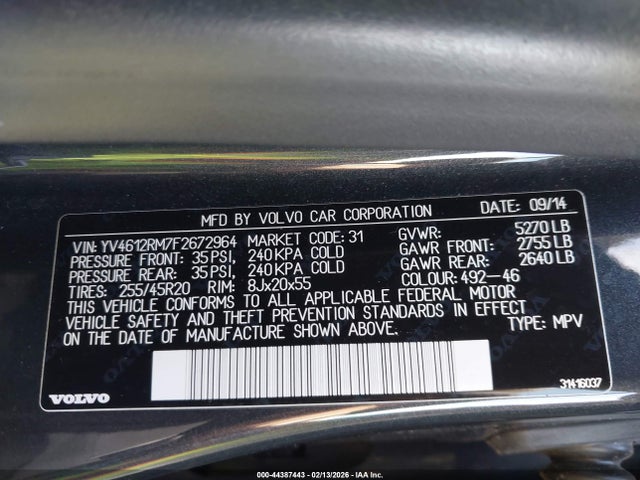 MFD BY VOLVO CAR CORPORATION DATE: 09/14
VIN: YV4612RM7F2672964 MARKET CODE: 31 GVWR: 5270 LB
PRESSURE FRONT: 35 PSI, 240 KPA COLD GAWR FRONT: 2755 LB
PRESSURE REAR: 35 PSI, 240 KPA COLD GAWR REAR: 2640 LB
TIRES: 255/45R20 RIM: 8Jx20x55 COLOUR: 492-46
THIS VEHICLE CONFORMS TO ALL APPLICABLE FEDERAL MOTOR
VEHICLE SAFETY AND THEFT PREVENTION STANDARDS IN EFFECT
ON THE DATE OF MANUFACTURE SHOWN ABOVE. TYPE: MPV
VOLVO 31416037
000-44387443 - 02/13/2026 - IAA Inc.